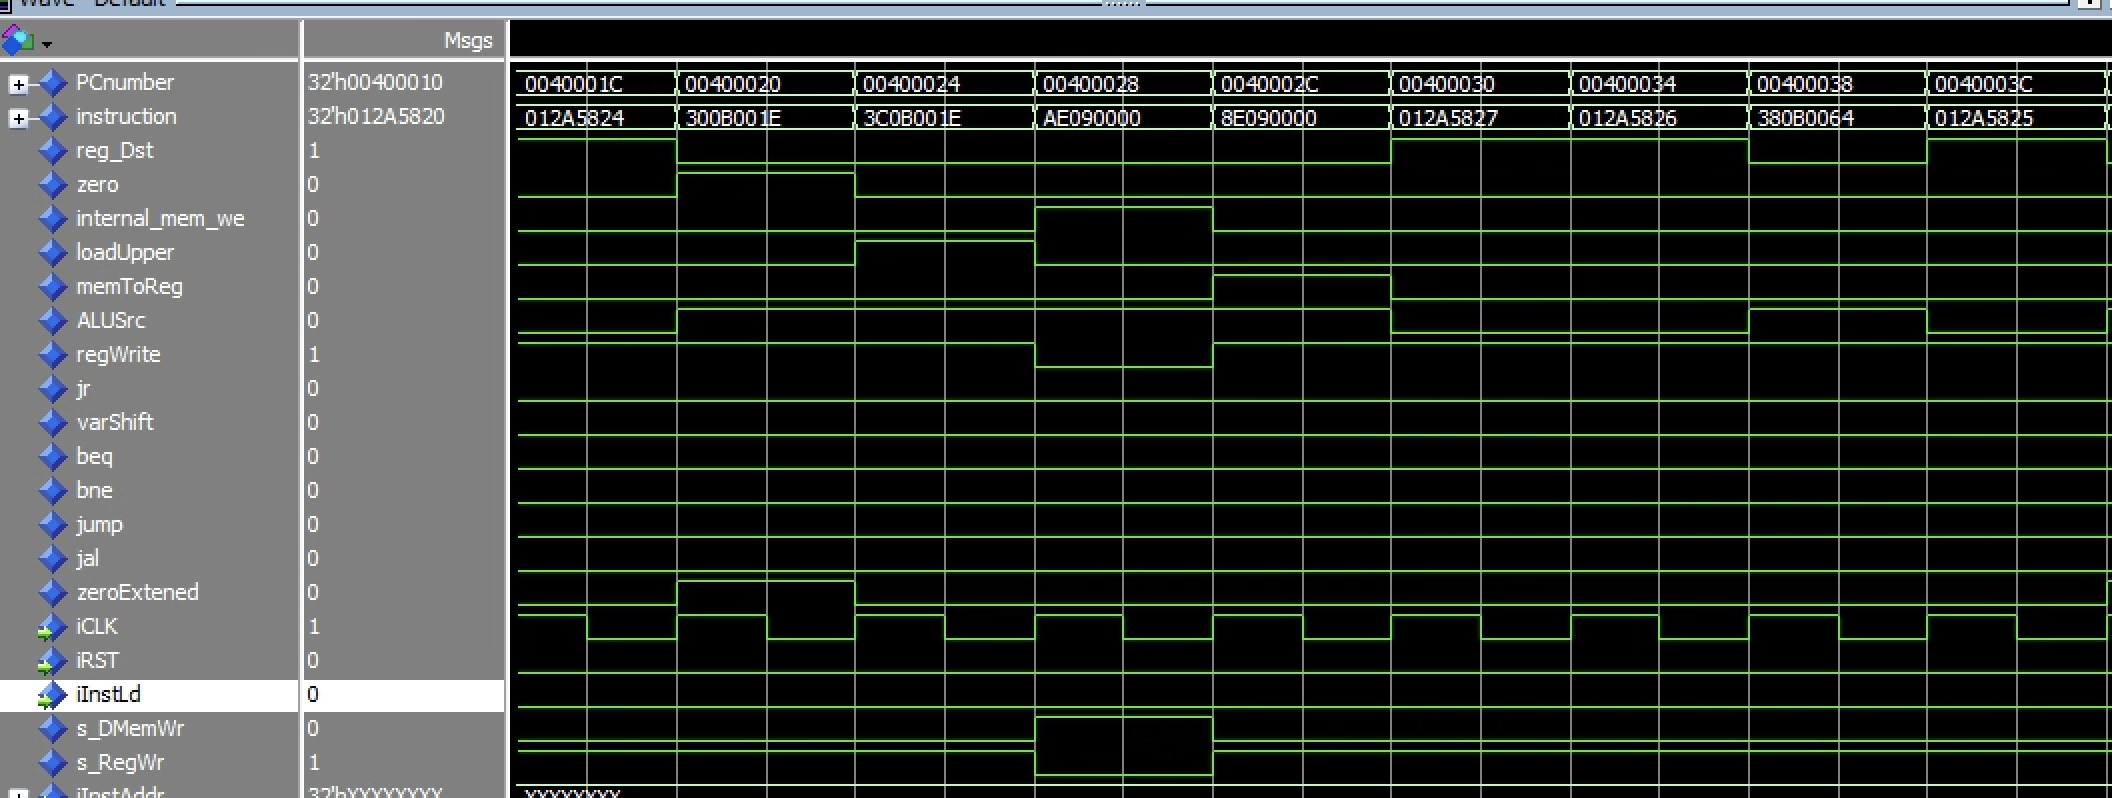 Wave - Default
Msgs
PCnumber 32'h00400010 0040001C 00400020 00400024 00400028 0040002C 00400030 00400034 00400038 0040003C
instruction 32'h012A5820 012A5824 300B001E 3C0B001E AE090000 8E090000 012A5827 012A5826 380B0064 012A5825
reg_Dst 1
zero 0
internal_mem_we 0
loadUpper 0
memToReg 0
ALUSrc 0
regWrite 1
jr 0
varShift 0
beq 0
bne 0
jump 0
jal 0
zeroExtened 0
iCLK 1
iRST 0
iInstLd 0
s_DMemWr 0
s_RegWr 1
iInstAddr 32'hXXXXXXXX XXXXXXXX